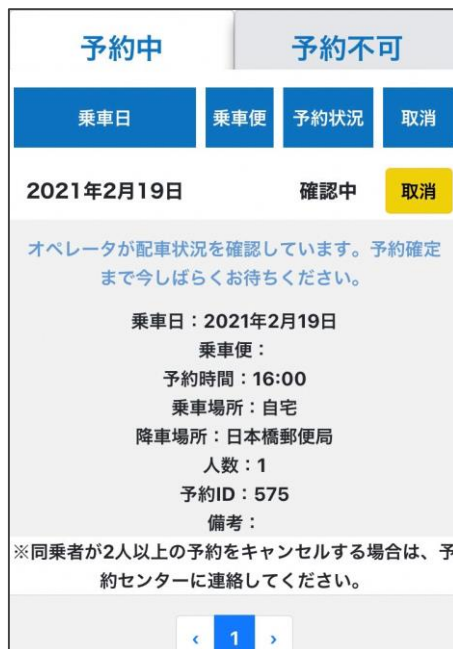 予約中 予約不可
乗車日 乗車便 予約状況 取消
2021年2月19日 確認中 取消
オペレータが配車状況を確認しています。予約確定
まで今しばらくお待ちください。
乗車日：2021年2月19日
乗車便：
予約時間：16:00
乗車場所：自宅
降車場所：日本橋郵便局
人数：1
予約ID：575
備考：
※同乗者が2人以上の予約をキャンセルする場合は、予
約センターに連絡してください。
‹ 1 ›